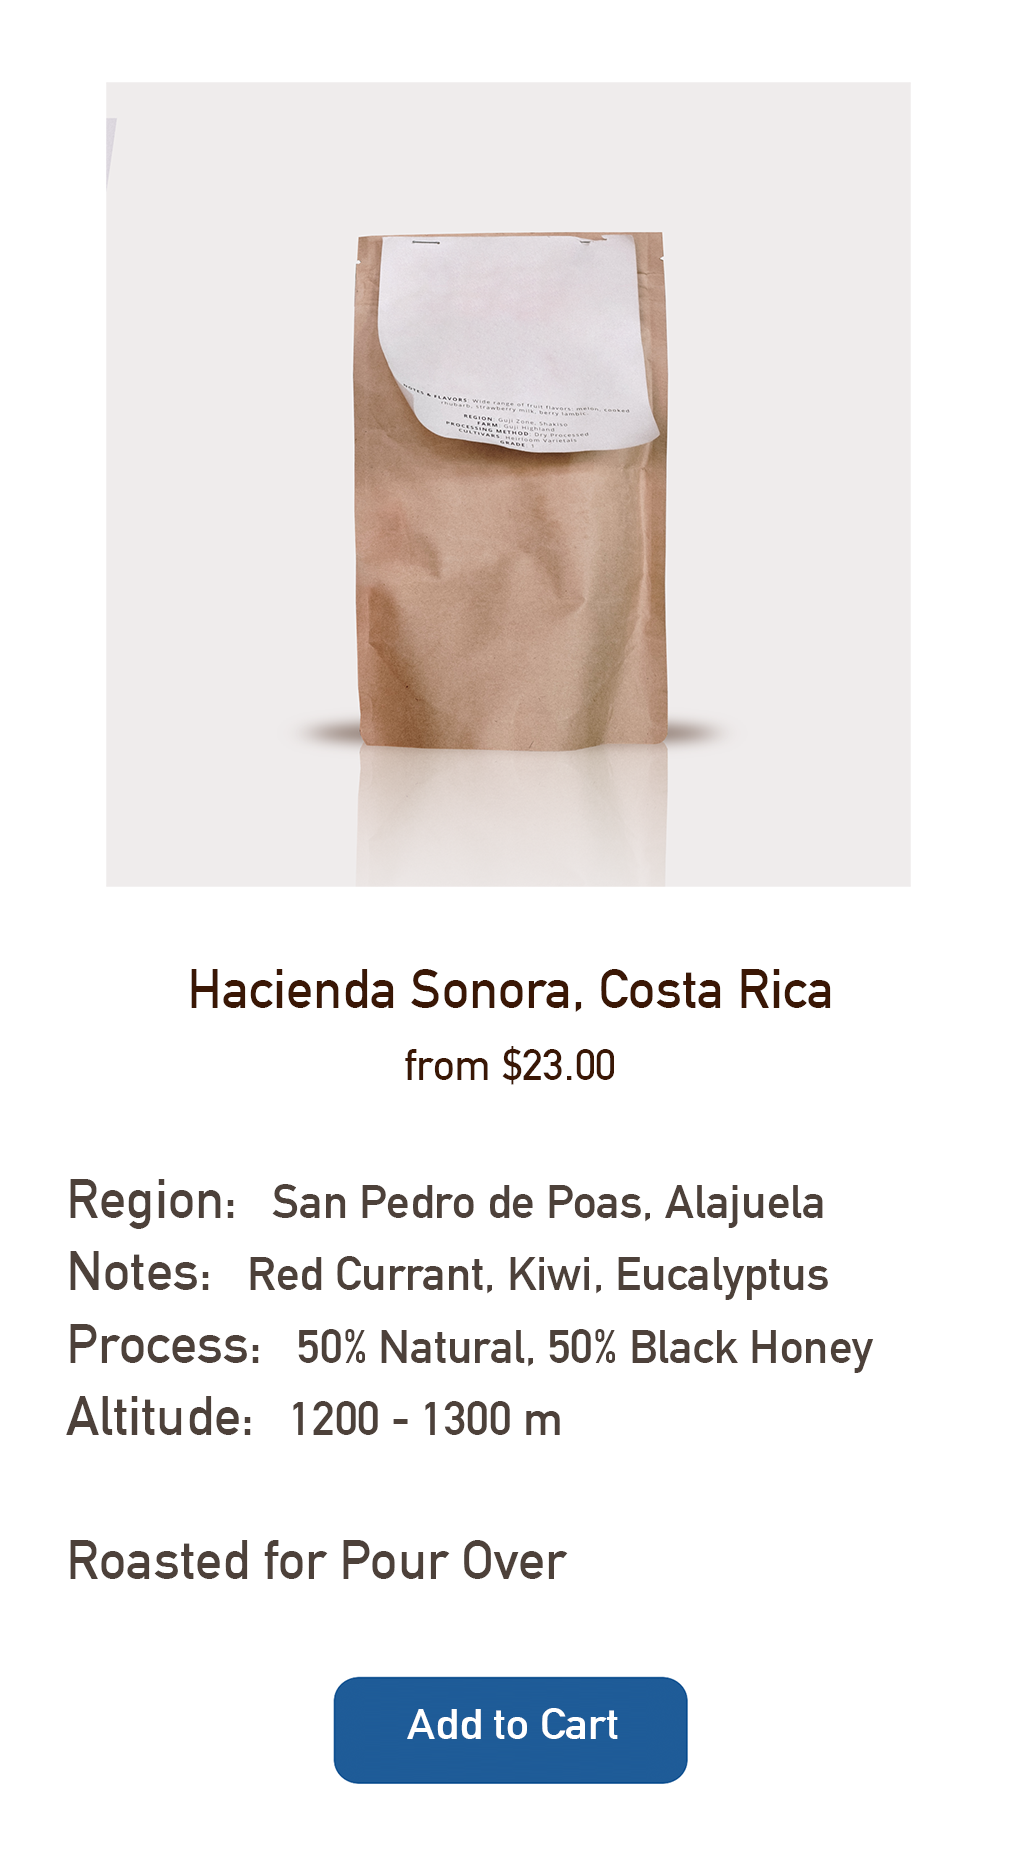 NOTES & FLAVORS: Wide range of fruit flavors: melon, cooked
rhubarb, strawberry milk, berry lambic.
REGION: Guji Zone, Shakiso
FARM: Guji Highland
PROCESSING METHOD: Dry Processed
CULTIVARS: Heirloom Varietals
GRADE: 1
Hacienda Sonora, Costa Rica
from $23.00
Region: San Pedro de Poas, Alajuela
Notes: Red Currant, Kiwi, Eucalyptus
Process: 50% Natural, 50% Black Honey
Altitude: 1200 - 1300 m
Roasted for Pour Over
Add to Cart